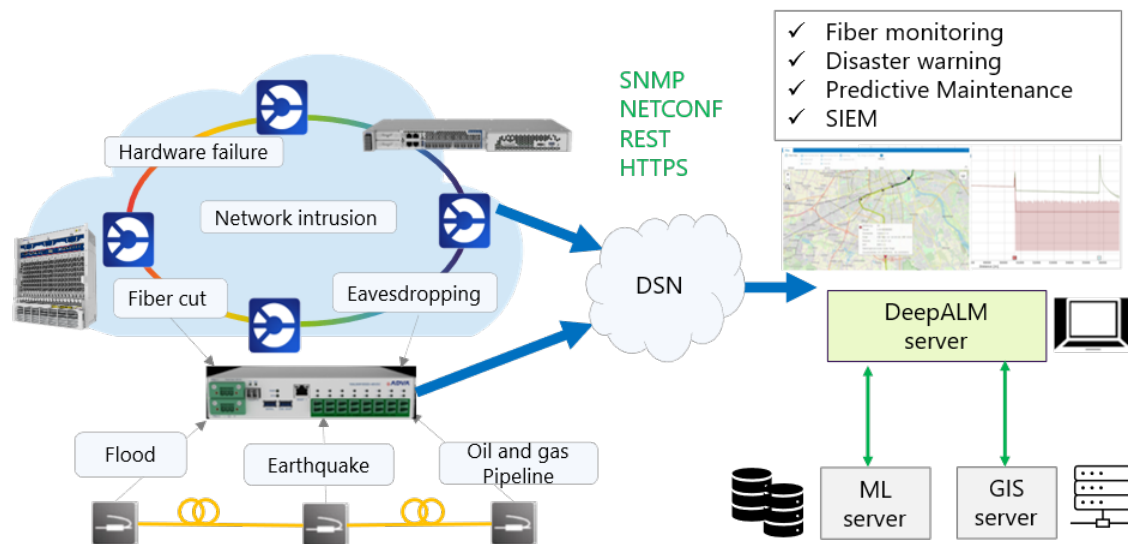 Hardware failure
Network intrusion
Fiber cut
Eavesdropping
ADVA
Flood
Earthquake
Oil and gas
Pipeline
SNMP
NETCONF
REST
HTTPS
DSN
✓ Fiber monitoring
✓ Disaster warning
✓ Predictive Maintenance
✓ SIEM
DeepALM
server
ML
server
GIS
server